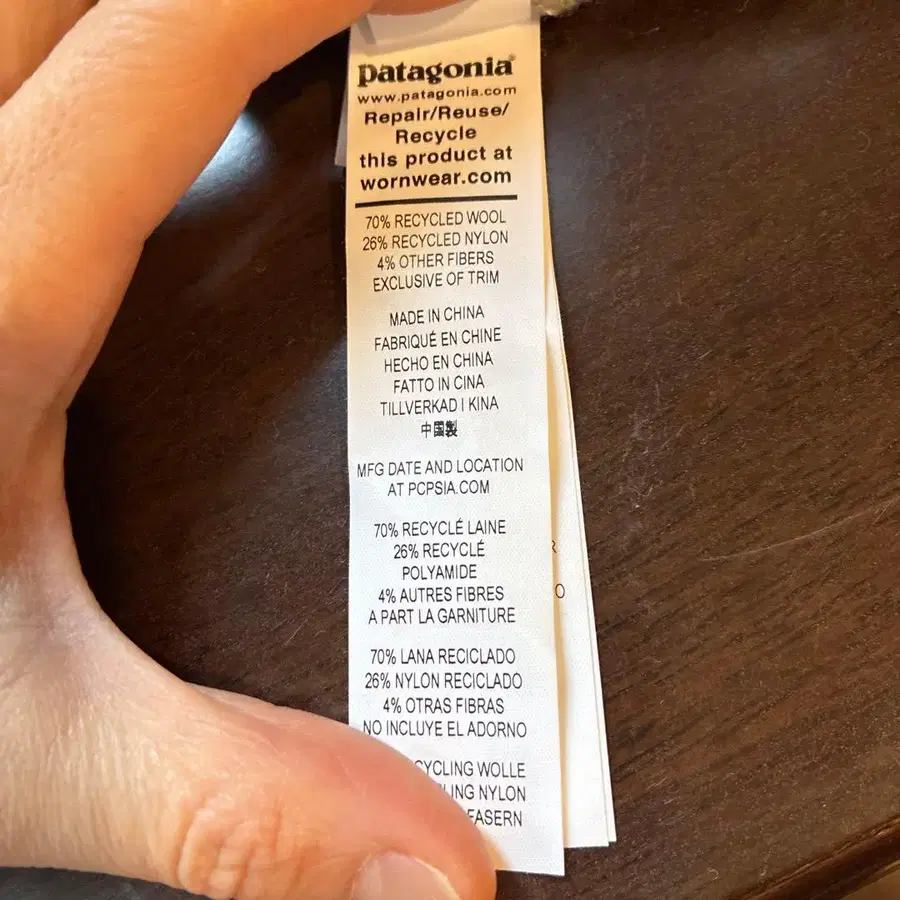 patagonia®
www.patagonia.com
Repair/Reuse/
Recycle
this product at
wornwear.com
70% RECYCLED WOOL
26% RECYCLED NYLON
4% OTHER FIBERS
EXCLUSIVE OF TRIM
MADE IN CHINA
FABRIQUÉ EN CHINE
HECHO EN CHINA
FATTO IN CINA
TILLVERKAD I KINA
中国製
MFG DATE AND LOCATION
AT PCPSIA.COM
70% RECYCLÉ LAINE
26% RECYCLÉ
POLYAMIDE
4% AUTRES FIBRES
A PART LA GARNITURE
70% LANA RECICLADO
26% NYLON RECICLADO
4% OTRAS FIBRAS
NO INCLUYE EL ADORNO
WOLLE
NYLON